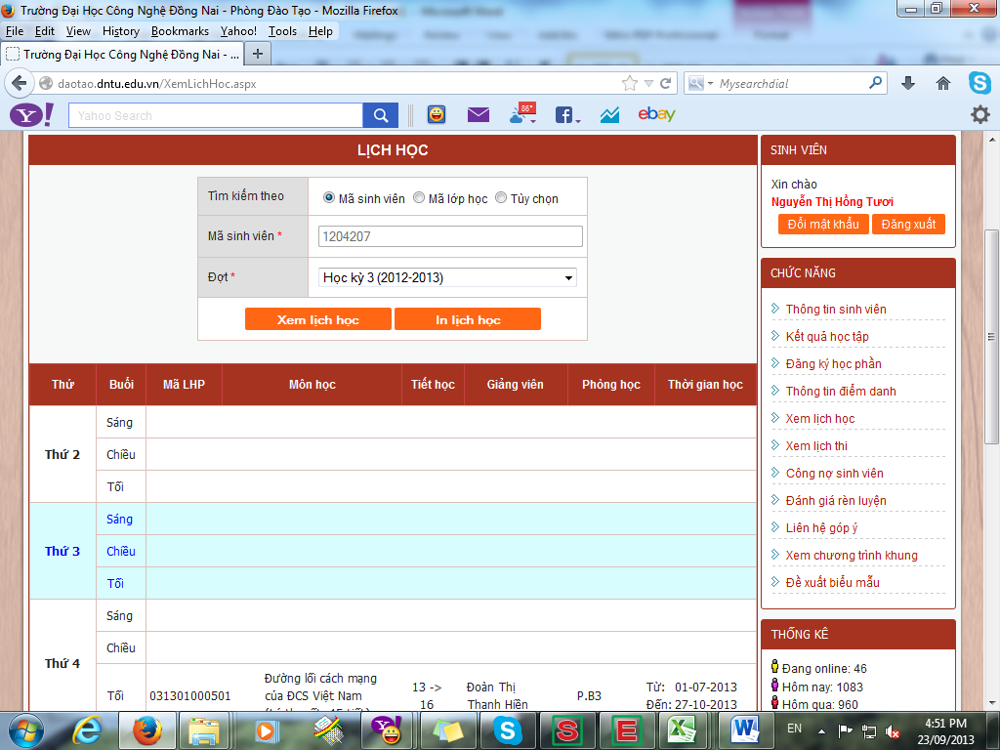 Trường Đại Học Công Nghệ Đồng Nai - Phòng Đào Tạo - Mozilla Firefox
File Edit View History Bookmarks Yahoo! Tools Help
Trường Đại Học Công Nghệ Đồng Nai - ... +
daotao.dntu.edu.vn/XemLichHoc.aspx
Mysearchdial
Y! Yahoo Search 86° ebay
LỊCH HỌC
Tìm kiếm theo Mã sinh viên Mã lớp học Tùy chọn
Mã sinh viên * 1204207
Đợt * Học kỳ 3 (2012-2013)
Xem lịch học In lịch học
Thứ Buổi Mã LHP Môn học Tiết học Giảng viên Phòng học Thời gian học
Thứ 2
Sáng
Chiều
Tối
Thứ 3
Sáng
Chiều
Tối
Thứ 4
Sáng
Chiều
Tối 031301000501
Đường lối cách mạng
của ĐCS Việt Nam
13 ->
16
Đoàn Thị
Thanh Hiền
P.B3
Từ: 01-07-2013
Đến: 27-10-2013
SINH VIÊN
Xin chào
Nguyễn Thị Hồng Tươi
Đổi mật khẩu Đăng xuất
CHỨC NĂNG
Thông tin sinh viên
Kết quả học tập
Đăng ký học phần
Thông tin điểm danh
Xem lịch học
Xem lịch thi
Công nợ sinh viên
Đánh giá rèn luyện
Liên hệ góp ý
Xem chương trình khung
Đề xuất biểu mẫu
THỐNG KÊ
Đang online: 46
Hôm nay: 1083
Hôm qua: 960
EN 4:51 PM
23/09/2013